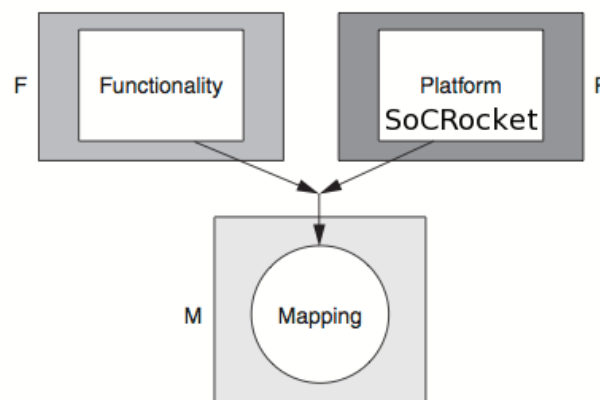 F
Functionality
Platform
SoCRocket
M
Mapping